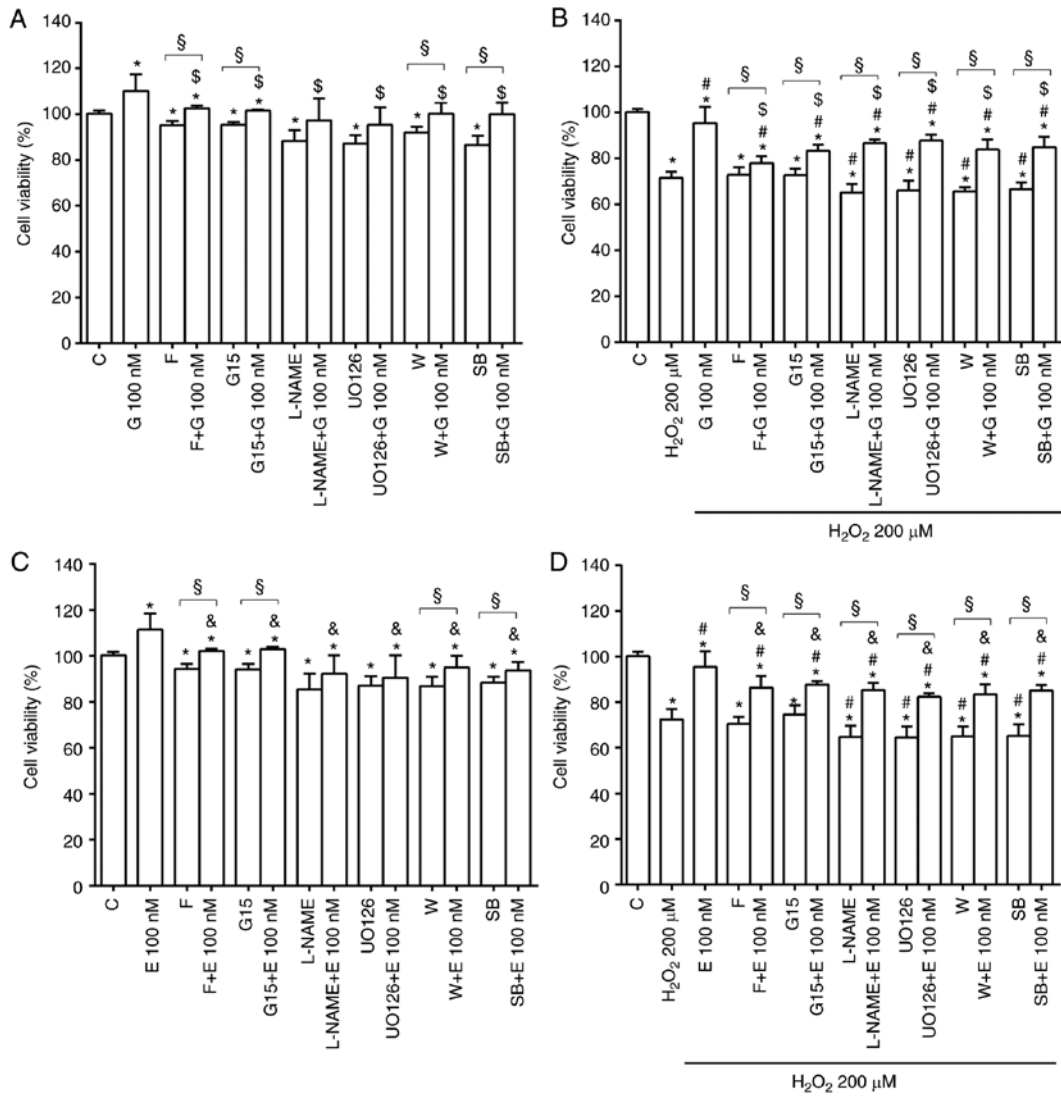 A
140
120
100
80
60
40
20
0
Cell viability (%)
*
§
* $ *
§
* $ *
* $
* $
§
* $ *
§
* $
C
G 100 nM
F
F+G 100 nM
G15
G15+G 100 nM
L-NAME
L-NAME+G 100 nM
UO126
UO126+G 100 nM
W
W+G 100 nM
SB
SB+G 100 nM
B
140
120
100
80
60
40
20
0
Cell viability (%)
*
# *
§
* $ # *
§
* $ # *
§
# * $ # *
§
# * $ # *
§
# * $ # *
§
# * $ # *
C
H₂O₂ 200 μM
G 100 nM
F
F+G 100 nM
G15
G15+G 100 nM
L-NAME
L-NAME+G 100 nM
UO126
UO126+G 100 nM
W
W+G 100 nM
SB
SB+G 100 nM
H₂O₂ 200 μM
C
140
120
100
80
60
40
20
0
Cell viability (%)
*
§
* & *
§
* & *
* & *
* & *
§
* & *
§
* & *
C
E 100 nM
F
F+E 100 nM
G15
G15+E 100 nM
L-NAME
L-NAME+E 100 nM
UO126
UO126+E 100 nM
W
W+E 100 nM
SB
SB+E 100 nM
D
140
120
100
80
60
40
20
0
Cell viability (%)
*
# *
§
* & # *
§
* & # *
§
# * & # *
§
# * & # *
§
# * & # *
§
# * & # *
C
H₂O₂ 200 μM
E 100 nM
F
F+E 100 nM
G15
G15+E 100 nM
L-NAME
L-NAME+E 100 nM
UO126
UO126+E 100 nM
W
W+E 100 nM
SB
SB+E 100 nM
H₂O₂ 200 μM